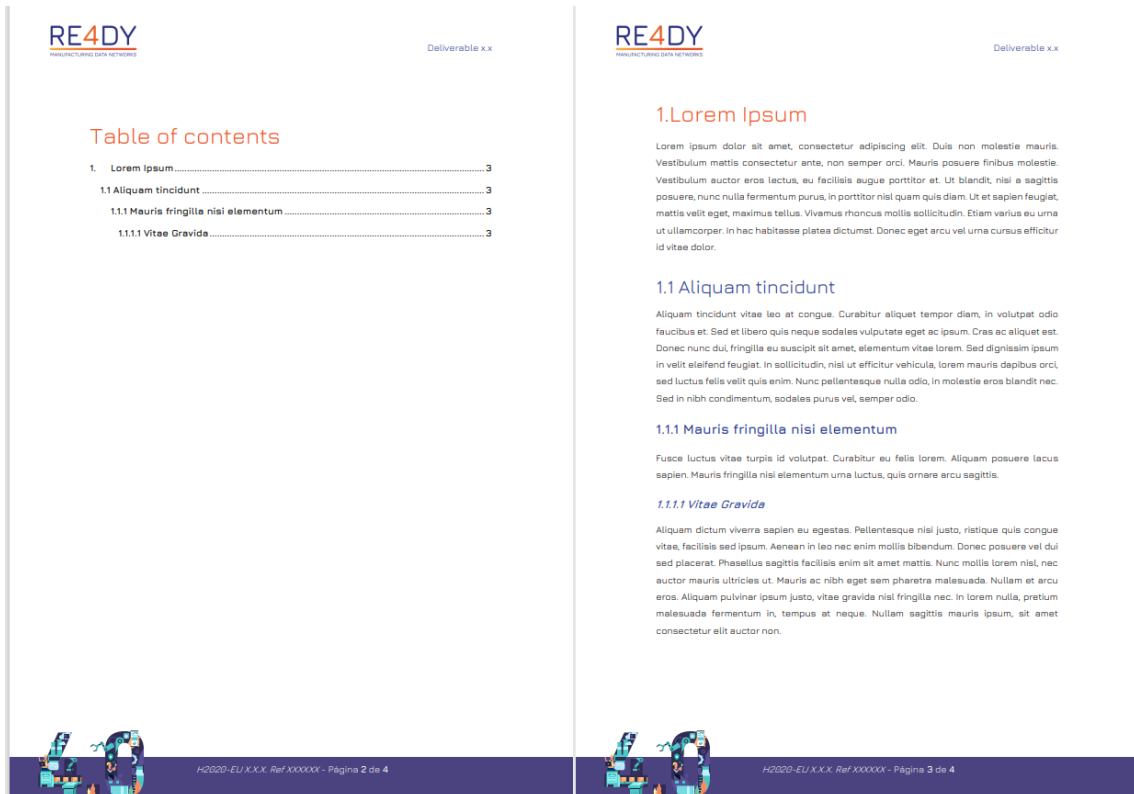 RE4DY
MANUFACTURING DATA NETWORKS
Deliverable x.x
Table of contents
1. Lorem Ipsum 3
1.1 Aliquam tincidunt 3
1.1.1 Mauris fringilla nisi elementum 3
1.1.1.1 Vitae Gravida 3
4.0
H2020-EU X.X.X. Ref XXXXXX - Página 2 de 4
RE4DY
MANUFACTURING DATA NETWORKS
Deliverable x.x
1.Lorem Ipsum
Lorem ipsum dolor sit amet, consectetur adipiscing elit. Duis non molestie mauris.
Vestibulum mattis consectetur ante, non semper orci. Mauris posuere finibus molestie.
Vestibulum auctor eros lectus, eu facilisis augue porttitor et. Ut blandit, nisi a sagittis
posuere, nunc nulla fermentum purus, in porttitor nisl quam quis diam. Ut et sapien feugiat,
mattis velit eget, maximus tellus. Vivamus rhoncus mollis sollicitudin. Etiam varius eu urna
ut ullamcorper. In hac habitasse platea dictumst. Donec eget arcu vel urna cursus efficitur
id vitae dolor.
1.1 Aliquam tincidunt
Aliquam tincidunt vitae leo at congue. Curabitur aliquet tempor diam, in volutpat odio
faucibus et. Sed et libero quis neque sodales vulputate eget ac ipsum. Cras ac aliquet est.
Donec nunc dui, fringilla eu suscipit sit amet, elementum vitae lorem. Sed dignissim ipsum
in velit eleifend feugiat. In sollicitudin, nisl ut efficitur vehicula, lorem mauris dapibus orci,
sed luctus felis velit quis enim. Nunc pellentesque nulla odio, in molestie eros blandit nec.
Sed in nibh condimentum, sodales purus vel, semper odio.
1.1.1 Mauris fringilla nisi elementum
Fusce luctus vitae turpis id volutpat. Curabitur eu felis lorem. Aliquam posuere lacus
sapien. Mauris fringilla nisi elementum urna luctus, quis ornare arcu sagittis.
1.1.1.1 Vitae Gravida
Aliquam dictum viverra sapien eu egestas. Pellentesque nisi justo, ristique quis congue
vitae, facilisis sed ipsum. Aenean in leo nec enim mollis bibendum. Donec posuere vel dui
sed placerat. Phasellus sagittis facilisis enim sit amet mattis. Nunc mollis lorem nisl, nec
auctor mauris ultricies ut. Mauris ac nibh eget sem pharetra malesuada. Nullam et arcu
eros. Aliquam pulvinar ipsum justo, vitae gravida nisl fringilla nec. In lorem nulla, pretium
malesuada fermentum in, tempus at neque. Nullam sagittis mauris ipsum, sit amet
consectetur elit auctor non.
4.0
H2020-EU X.X.X. Ref XXXXXX - Página 3 de 4